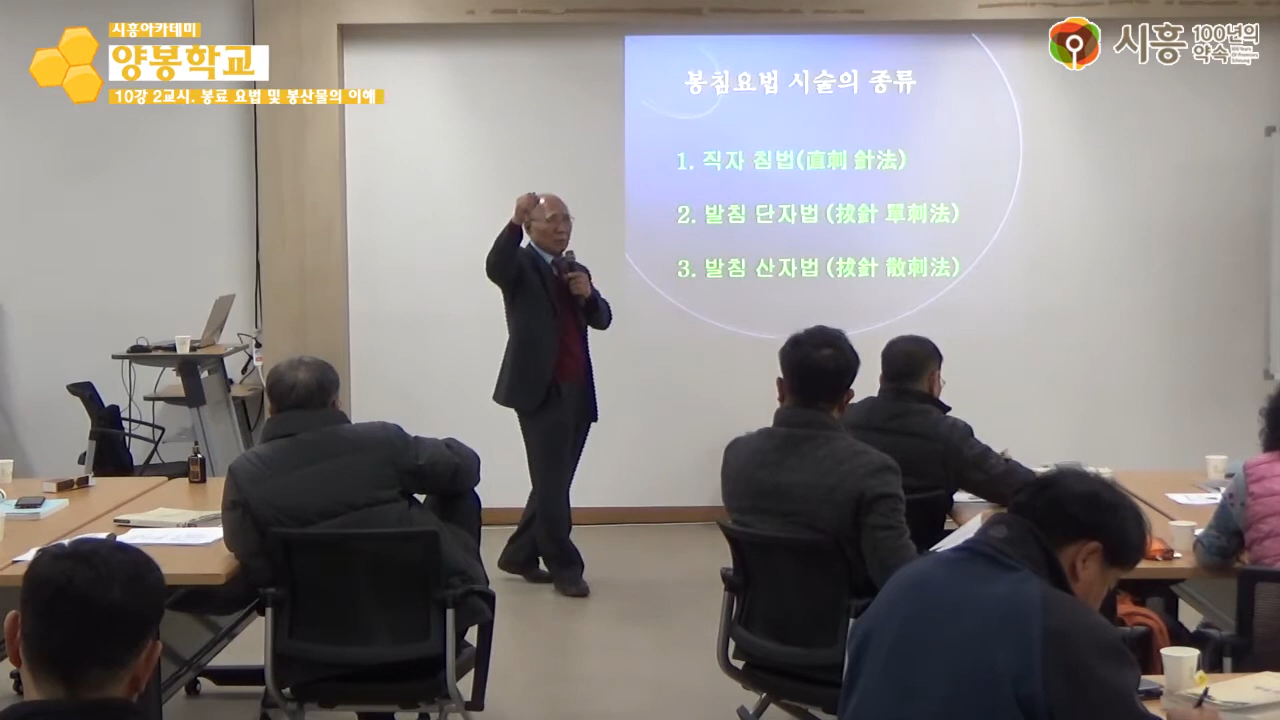 시흥아카데미
양봉학교
10강 2교시. 봉료 요법 및 봉산물의 이해
시흥 100년의 약속
봉침요법 시술의 종류
1. 직자 침법(直刺 針法)
2. 발침 단자법 (拔針 單刺法)
3. 발침 산자법 (拔針 散刺法)